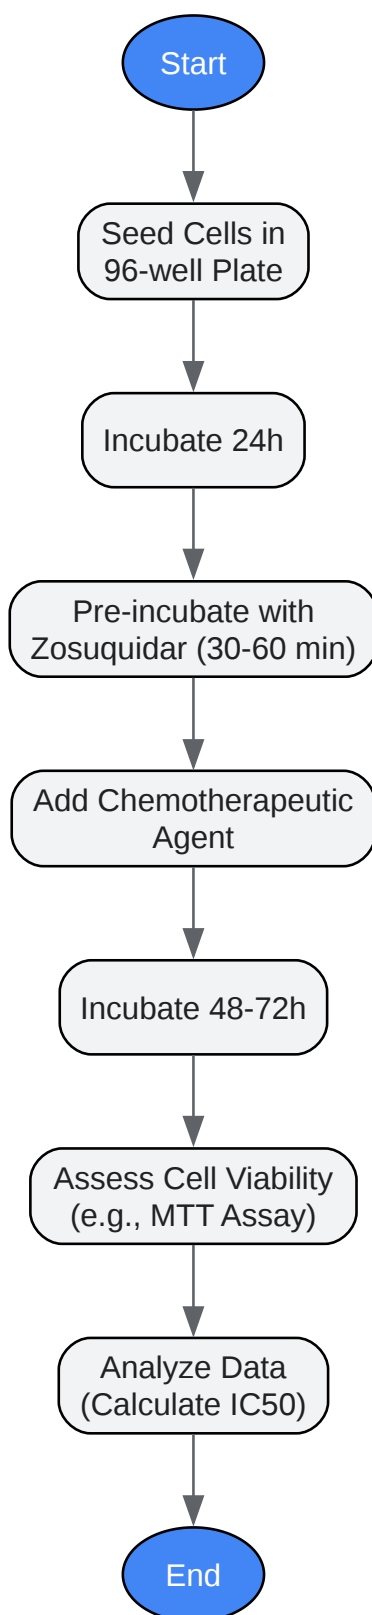 Start
Seed Cells in
96-well Plate
Incubate 24h
Pre-incubate with
Zosuquidar (30-60 min)
Add Chemotherapeutic
Agent
Incubate 48-72h
Assess Cell Viability
(e.g., MTT Assay)
Analyze Data
(Calculate IC50)
End